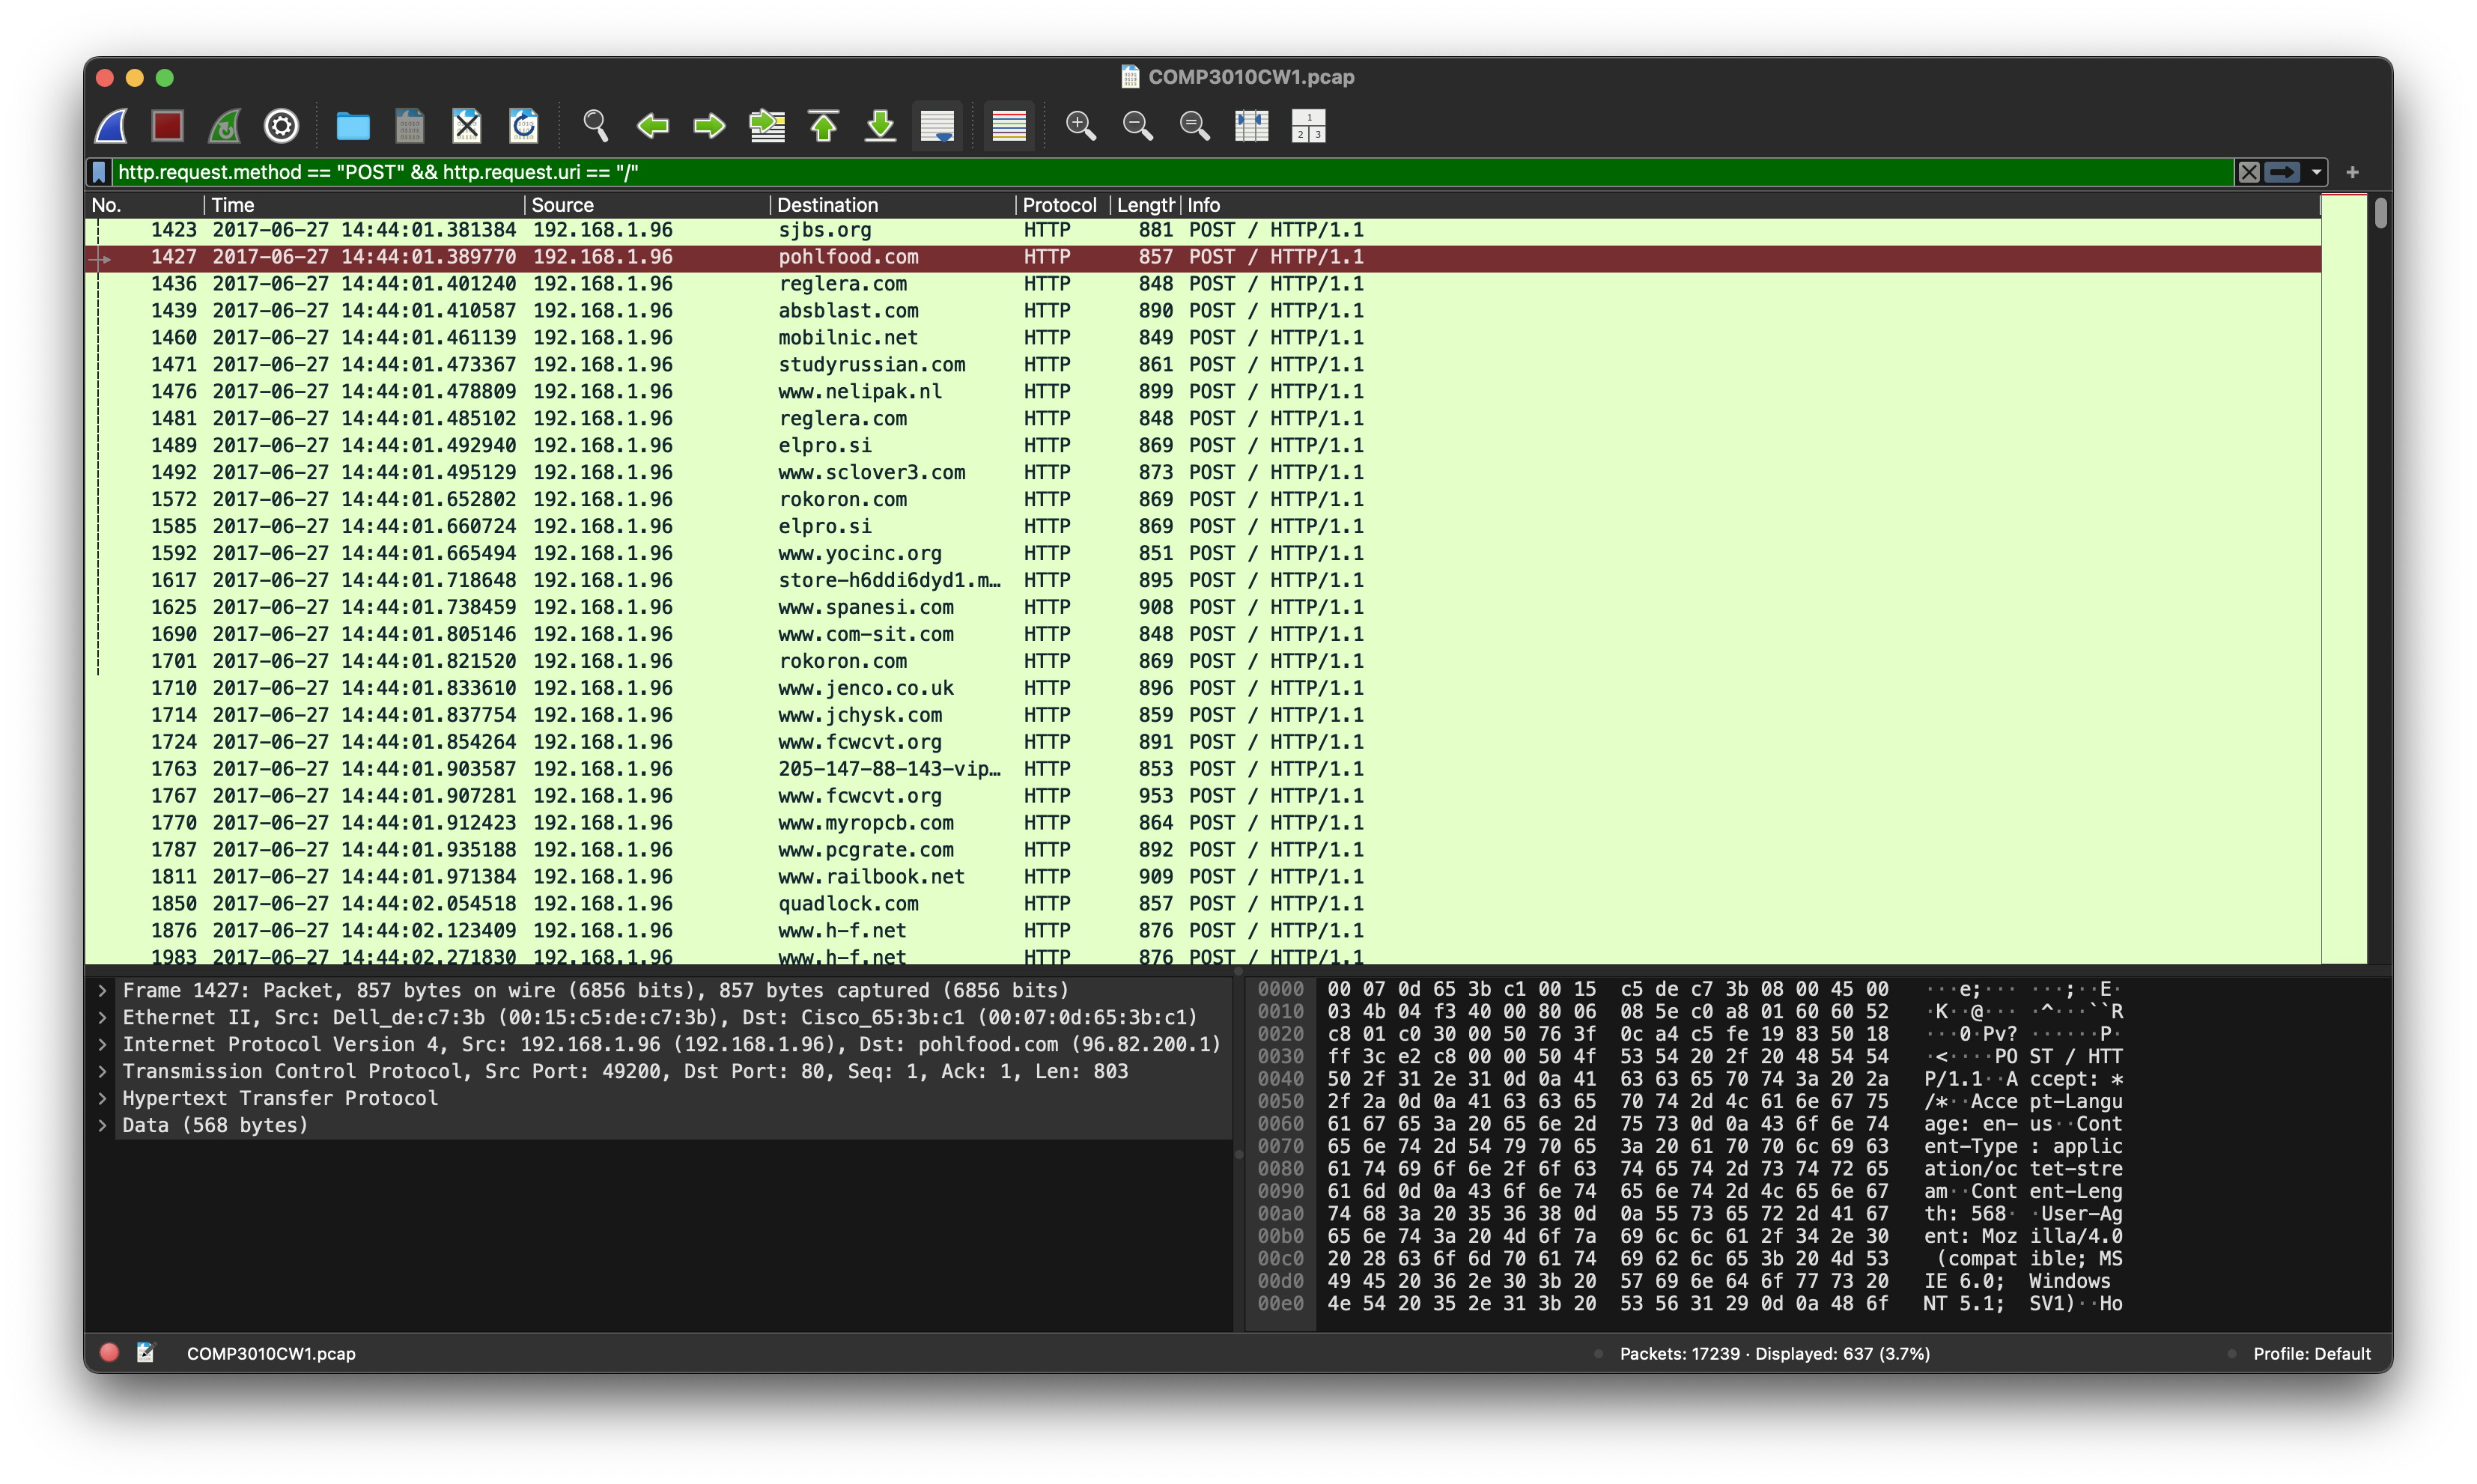 COMP3010CW1.pcap
http.request.method == "POST" && http.request.uri == "/"
No. Time Source Destination Protocol Length Info
1423 2017-06-27 14:44:01.381384 192.168.1.96 sjbs.org HTTP 881 POST / HTTP/1.1
1427 2017-06-27 14:44:01.389770 192.168.1.96 pohlfood.com HTTP 857 POST / HTTP/1.1
1436 2017-06-27 14:44:01.401240 192.168.1.96 reglera.com HTTP 848 POST / HTTP/1.1
1439 2017-06-27 14:44:01.410587 192.168.1.96 absblast.com HTTP 890 POST / HTTP/1.1
1460 2017-06-27 14:44:01.461139 192.168.1.96 mobilnic.net HTTP 849 POST / HTTP/1.1
1471 2017-06-27 14:44:01.473367 192.168.1.96 studyrussian.com HTTP 861 POST / HTTP/1.1
1476 2017-06-27 14:44:01.478809 192.168.1.96 www.nelipak.nl HTTP 899 POST / HTTP/1.1
1481 2017-06-27 14:44:01.485102 192.168.1.96 reglera.com HTTP 848 POST / HTTP/1.1
1489 2017-06-27 14:44:01.492940 192.168.1.96 elpro.si HTTP 869 POST / HTTP/1.1
1492 2017-06-27 14:44:01.495129 192.168.1.96 www.sclover3.com HTTP 873 POST / HTTP/1.1
1572 2017-06-27 14:44:01.652802 192.168.1.96 rokoron.com HTTP 869 POST / HTTP/1.1
1585 2017-06-27 14:44:01.660724 192.168.1.96 elpro.si HTTP 869 POST / HTTP/1.1
1592 2017-06-27 14:44:01.665494 192.168.1.96 www.yocinc.org HTTP 851 POST / HTTP/1.1
1617 2017-06-27 14:44:01.718648 192.168.1.96 store-h6ddi6dyd1.m… HTTP 895 POST / HTTP/1.1
1625 2017-06-27 14:44:01.738459 192.168.1.96 www.spanesi.com HTTP 908 POST / HTTP/1.1
1690 2017-06-27 14:44:01.805146 192.168.1.96 www.com-sit.com HTTP 848 POST / HTTP/1.1
1701 2017-06-27 14:44:01.821520 192.168.1.96 rokoron.com HTTP 869 POST / HTTP/1.1
1710 2017-06-27 14:44:01.833610 192.168.1.96 www.jenco.co.uk HTTP 896 POST / HTTP/1.1
1714 2017-06-27 14:44:01.837754 192.168.1.96 www.jchysk.com HTTP 859 POST / HTTP/1.1
1724 2017-06-27 14:44:01.854264 192.168.1.96 www.fcwcvt.org HTTP 891 POST / HTTP/1.1
1763 2017-06-27 14:44:01.903587 192.168.1.96 205-147-88-143-vip… HTTP 853 POST / HTTP/1.1
1767 2017-06-27 14:44:01.907281 192.168.1.96 www.fcwcvt.org HTTP 953 POST / HTTP/1.1
1770 2017-06-27 14:44:01.912423 192.168.1.96 www.myropcb.com HTTP 864 POST / HTTP/1.1
1787 2017-06-27 14:44:01.935188 192.168.1.96 www.pcgrate.com HTTP 892 POST / HTTP/1.1
1811 2017-06-27 14:44:01.971384 192.168.1.96 www.railbook.net HTTP 909 POST / HTTP/1.1
1850 2017-06-27 14:44:02.054518 192.168.1.96 quadlock.com HTTP 857 POST / HTTP/1.1
1876 2017-06-27 14:44:02.123409 192.168.1.96 www.h-f.net HTTP 876 POST / HTTP/1.1
1983 2017-06-27 14:44:02.271830 192.168.1.96 www.h-f.net HTTP 876 POST / HTTP/1.1
Frame 1427: Packet, 857 bytes on wire (6856 bits), 857 bytes captured (6856 bits)
Ethernet II, Src: Dell_de:c7:3b (00:15:c5:de:c7:3b), Dst: Cisco_65:3b:c1 (00:07:0d:65:3b:c1)
Internet Protocol Version 4, Src: 192.168.1.96 (192.168.1.96), Dst: pohlfood.com (96.82.200.1)
Transmission Control Protocol, Src Port: 49200, Dst Port: 80, Seq: 1, Ack: 1, Len: 803
Hypertext Transfer Protocol
Data (568 bytes)
0000 00 07 0d 65 3b c1 00 15 c5 de c7 3b 08 00 45 00 ···e;··· ···;··E·
0010 03 4b 04 f3 40 00 80 06 08 5e c0 a8 01 60 60 52 ·K··@··· ·^···``R
0020 c8 01 c0 30 00 50 76 3f 0c a4 c5 fe 19 83 50 18 ···0·Pv? ······P·
0030 ff 3c e2 c8 00 00 50 4f 53 54 20 2f 20 48 54 54 ·<····PO ST / HTT
0040 50 2f 31 2e 31 0d 0a 41 63 63 65 70 74 3a 20 2a P/1.1··A ccept: *
0050 2f 2a 0d 0a 41 63 63 65 70 74 2d 4c 61 6e 67 75 /*··Acce pt-Langu
0060 61 67 65 3a 20 65 6e 2d 75 73 0d 0a 43 6f 6e 74 age: en- us··Cont
0070 65 6e 74 2d 54 79 70 65 3a 20 61 70 70 6c 69 63 ent-Type : applic
0080 61 74 69 6f 6e 2f 6f 63 74 65 74 2d 73 74 72 65 ation/oc tet-stre
0090 61 6d 0d 0a 43 6f 6e 74 65 6e 74 2d 4c 65 6e 67 am··Cont ent-Leng
00a0 74 68 3a 20 35 36 38 0d 0a 55 73 65 72 2d 41 67 th: 568· ·User-Ag
00b0 65 6e 74 3a 20 4d 6f 7a 69 6c 6c 61 2f 34 2e 30 ent: Moz illa/4.0
00c0 20 28 63 6f 6d 70 61 74 69 62 6c 65 3b 20 4d 53 (compat ible; MS
00d0 49 45 20 36 2e 30 3b 20 57 69 6e 64 6f 77 73 20 IE 6.0; Windows
00e0 4e 54 20 35 2e 31 3b 20 53 56 31 29 0d 0a 48 6f NT 5.1; SV1)··Ho
COMP3010CW1.pcap Packets: 17239 · Displayed: 637 (3.7%) Profile: Default